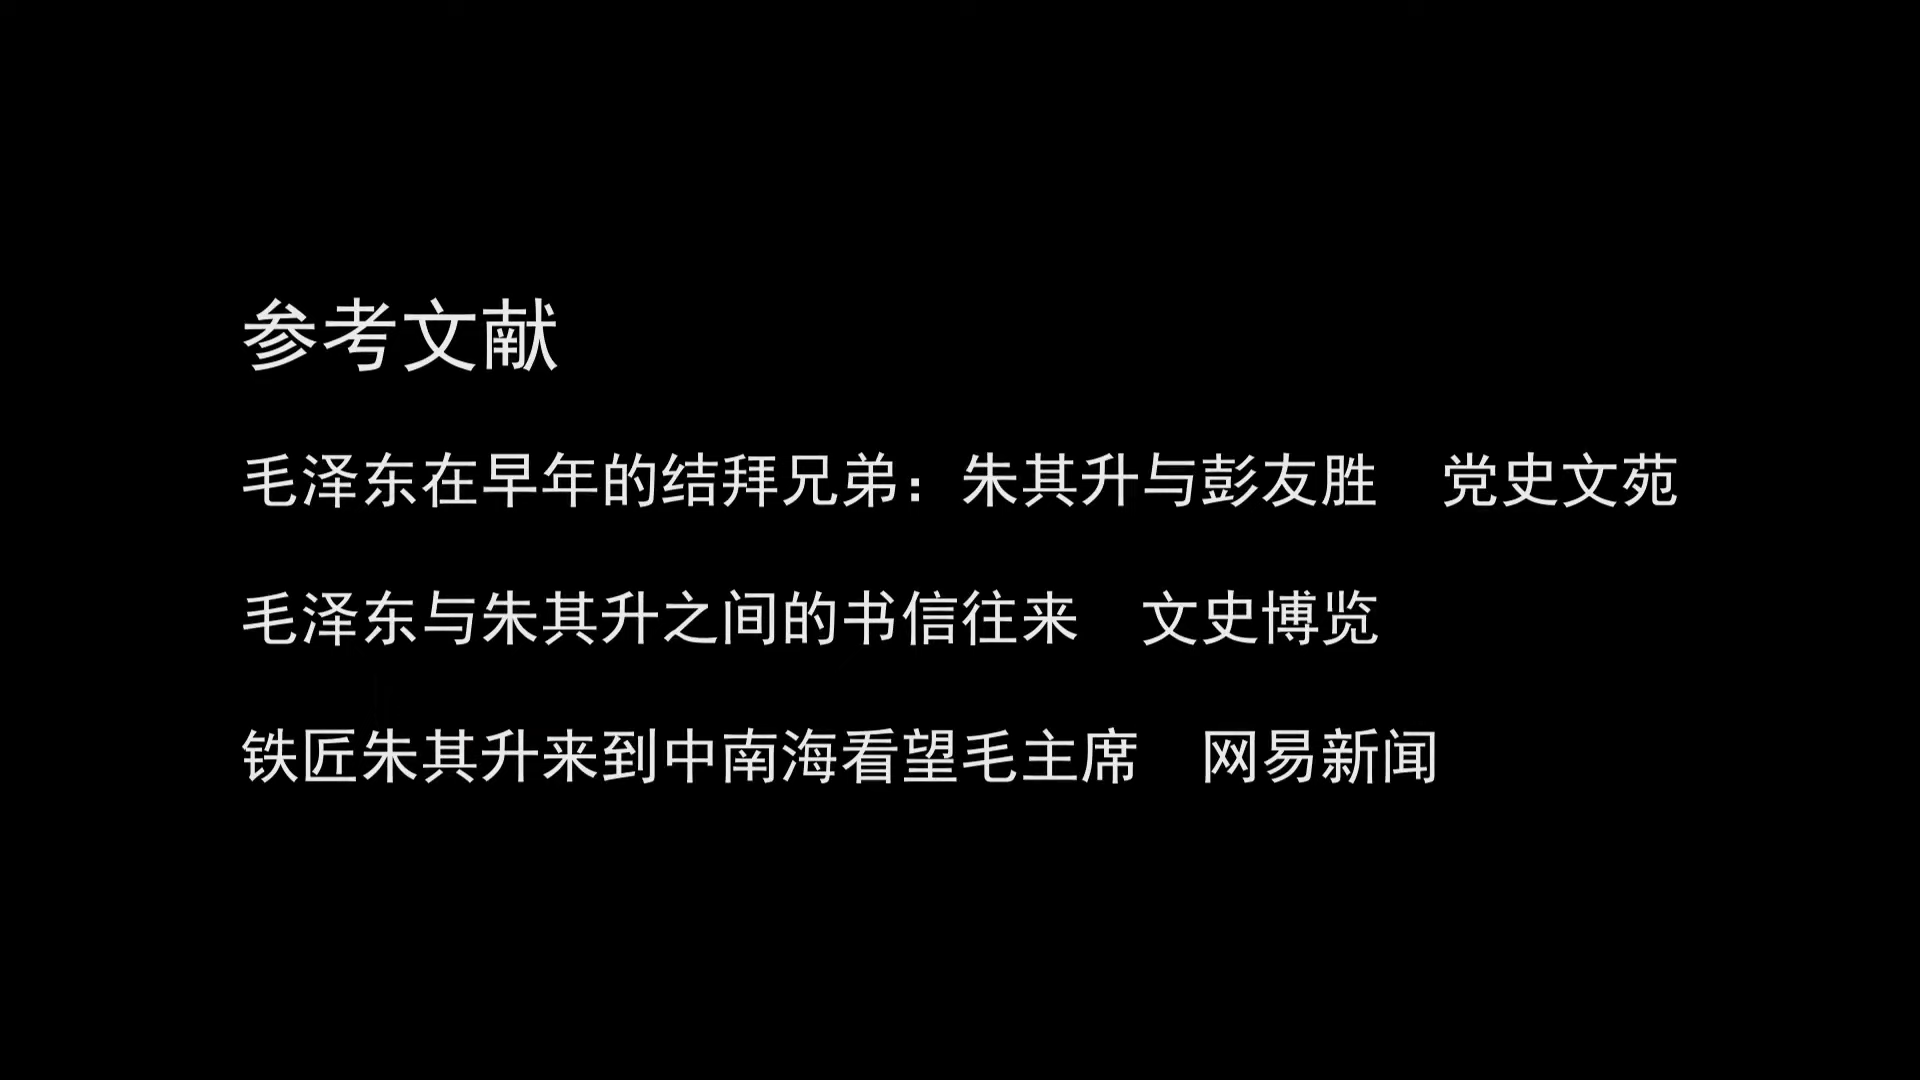 参考文献
毛泽东在早年的结拜兄弟：朱其升与彭友胜　党史文苑
毛泽东与朱其升之间的书信往来　文史博览
铁匠朱其升来到中南海看望毛主席　网易新闻